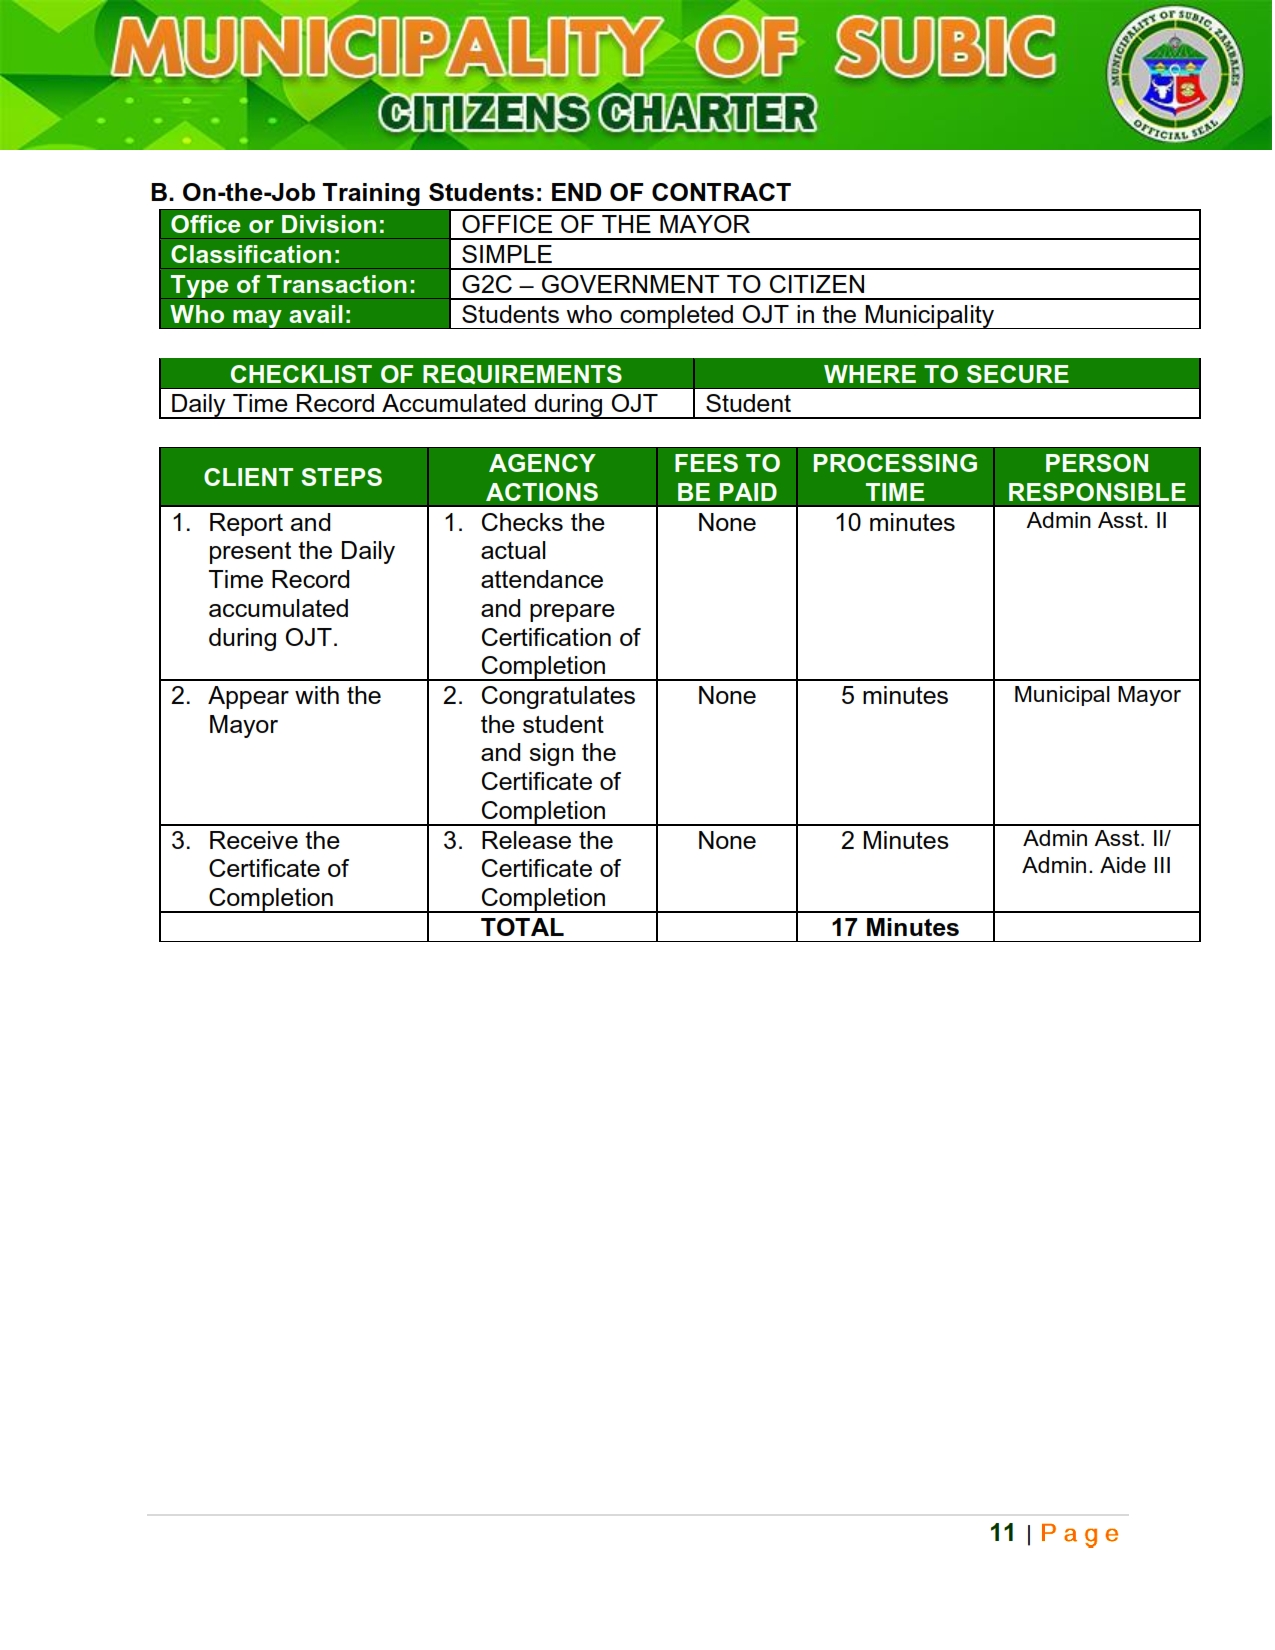 MUNICIPALITY OF SUBIC
CITIZENS CHARTER
MUNICIPALITY OF SUBIC, ZAMBALES
OFFICIAL SEAL
B. On-the-Job Training Students: END OF CONTRACT
Office or Division: OFFICE OF THE MAYOR
Classification: SIMPLE
Type of Transaction: G2C – GOVERNMENT TO CITIZEN
Who may avail: Students who completed OJT in the Municipality
CHECKLIST OF REQUIREMENTS WHERE TO SECURE
Daily Time Record Accumulated during OJT Student
CLIENT STEPS
AGENCY
ACTIONS
FEES TO
BE PAID
PROCESSING
TIME
PERSON
RESPONSIBLE
1. Report and
present the Daily
Time Record
accumulated
during OJT.
1. Checks the
actual
attendance
and prepare
Certification of
Completion
None
10 minutes
Admin Asst. II
2. Appear with the
Mayor
2. Congratulates
the student
and sign the
Certificate of
Completion
None
5 minutes
Municipal Mayor
3. Receive the
Certificate of
Completion
3. Release the
Certificate of
Completion
None
2 Minutes
Admin Asst. II/
Admin. Aide III
TOTAL 17 Minutes
11 | Page